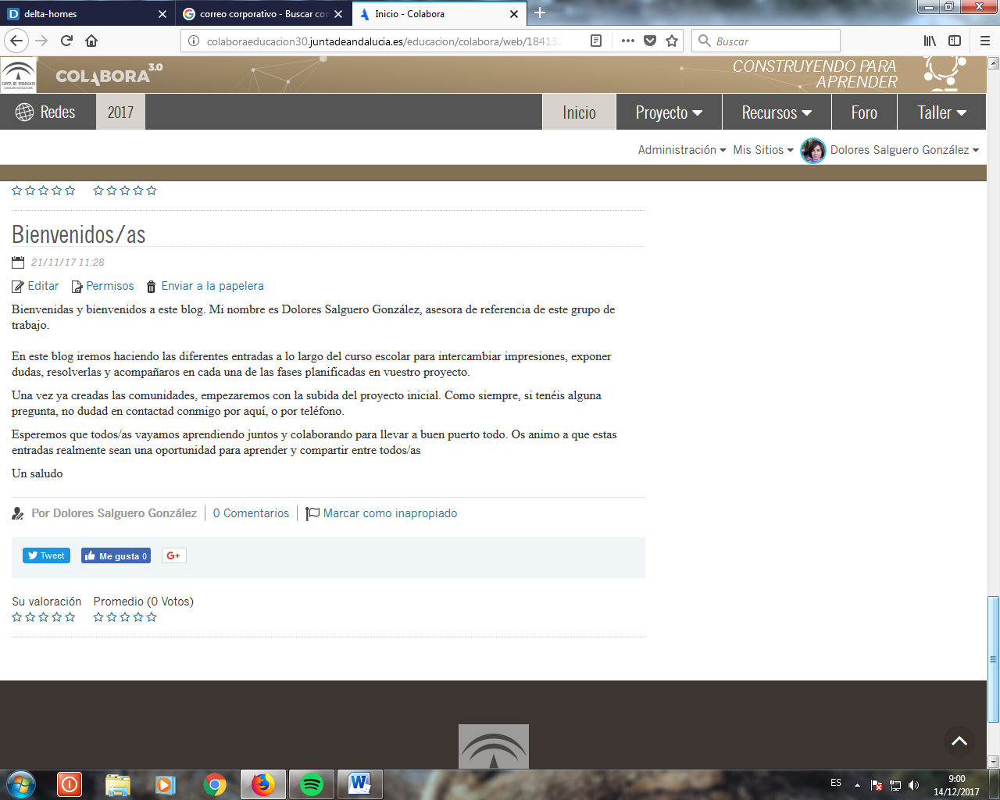 delta-homes
correo corporativo - Buscar con
Inicio - Colabora
colaboraeducacion30.juntadeandalucia.es/educacion/colabora/web/18413
Buscar
JUNTA DE ANDALUCIA
CONSEJERÍA DE EDUCACIÓN
COLABORA 3.0
CONSTRUYENDO PARA
APRENDER
Redes
2017
Inicio
Proyecto
Recursos
Foro
Taller
Administración
Mis Sitios
Dolores Salguero González
Bienvenidos/as
21/11/17 11:28
Editar
Permisos
Enviar a la papelera
Bienvenidas y bienvenidos a este blog. Mi nombre es Dolores Salguero González, asesora de referencia de este grupo de
trabajo.
En este blog iremos haciendo las diferentes entradas a lo largo del curso escolar para intercambiar impresiones, exponer
dudas, resolverlas y acompañaros en cada una de las fases planificadas en vuestro proyecto.
Una vez ya creadas las comunidades, empezaremos con la subida del proyecto inicial. Como siempre, si tenéis alguna
pregunta, no dudad en contactad conmigo por aquí, o por teléfono.
Esperemos que todos/as vayamos aprendiendo juntos y colaborando para llevar a buen puerto todo. Os animo a que estas
entradas realmente sean una oportunidad para aprender y compartir entre todos/as
Un saludo
Por Dolores Salguero González
0 Comentarios
Marcar como inapropiado
Tweet
Me gusta 0
G+
Su valoración
Promedio (0 Votos)
ES
9:00
14/12/2017